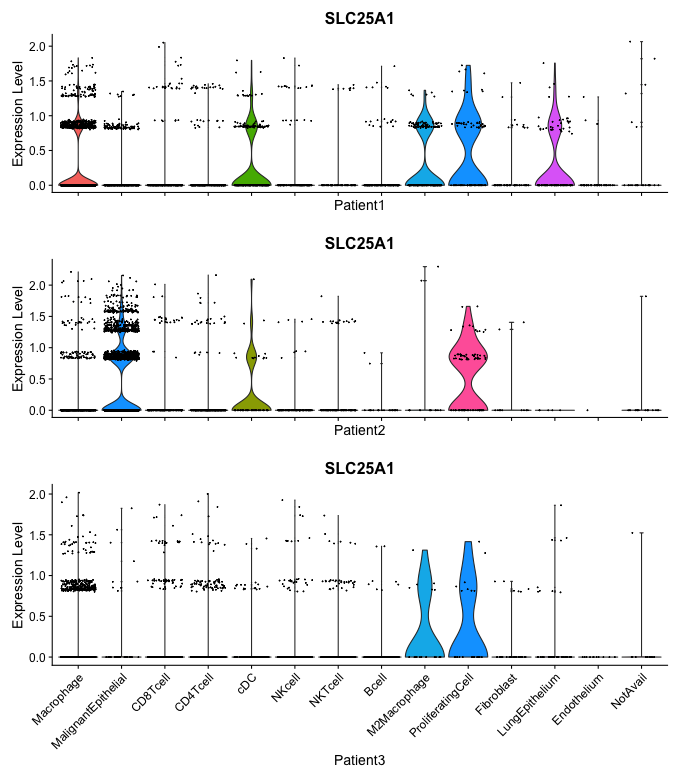 SLC25A1
Expression Level
2.0
1.5
1.0
0.5
0.0
Patient1
SLC25A1
Expression Level
2.0
1.5
1.0
0.5
0.0
Patient2
SLC25A1
Expression Level
2.0
1.5
1.0
0.5
0.0
Macrophage
MalignantEpithelial
CD8Tcell
CD4Tcell
cDC
NKcell
NKTcell
Bcell
M2Macrophage
ProliferatingCell
Fibroblast
LungEpithelium
Endothelium
NotAvail
Patient3